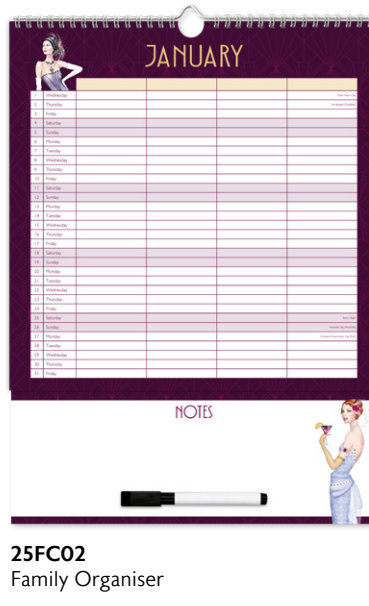 JANUARY
1 Wednesday
2 Thursday
3 Friday
4 Saturday
5 Sunday
6 Monday
7 Tuesday
8 Wednesday
9 Thursday
10 Friday
11 Saturday
12 Sunday
13 Monday
14 Tuesday
15 Wednesday
16 Thursday
17 Friday
18 Saturday
19 Sunday
20 Monday
21 Tuesday
22 Wednesday
23 Thursday
24 Friday
25 Saturday
26 Sunday
27 Monday
28 Tuesday
29 Wednesday
30 Thursday
31 Friday
NOTES
25FC02
Family Organiser